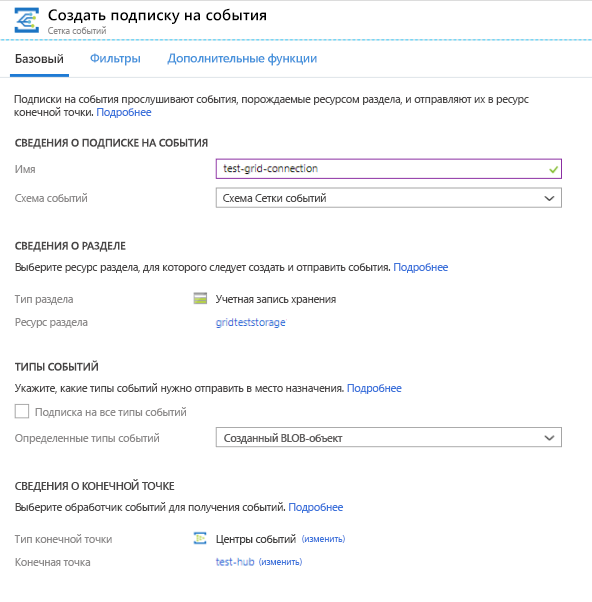 Создать подписку на события
Сетка событий
Базовый Фильтры Дополнительные функции
Подписки на события прослушивают события, порождаемые ресурсом раздела, и отправляют их в ресурс
конечной точки. Подробнее
СВЕДЕНИЯ О ПОДПИСКЕ НА СОБЫТИЯ
Имя test-grid-connection
Схема событий Схема Сетки событий
СВЕДЕНИЯ О РАЗДЕЛЕ
Выберите ресурс раздела, для которого следует создать и отправить события. Подробнее
Тип раздела Учетная запись хранения
Ресурс раздела gridteststorage
ТИПЫ СОБЫТИЙ
Укажите, какие типы событий нужно отправить в место назначения. Подробнее
Подписка на все типы событий
Определенные типы событий Созданный BLOB-объект
СВЕДЕНИЯ О КОНЕЧНОЙ ТОЧКЕ
Выберите обработчик событий для получения событий. Подробнее
Тип конечной точки Центры событий (изменить)
Конечная точка test-hub (изменить)